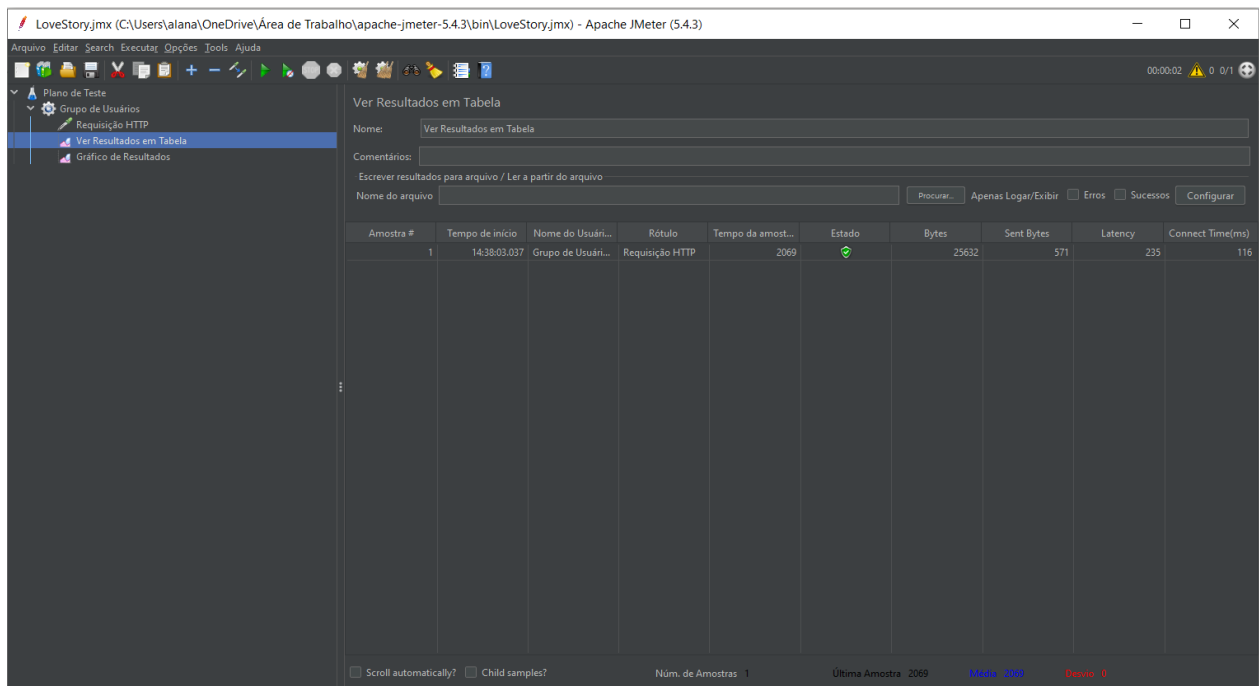 LoveStory.jmx (C:\Users\alana\OneDrive\Área de Trabalho\apache-jmeter-5.4.3\bin\LoveStory.jmx) - Apache JMeter (5.4.3)
Arquivo Editar Search Executar Opções Tools Ajuda
00:00:02 0 0/1
Plano de Teste
Grupo de Usuários
Requisição HTTP
Ver Resultados em Tabela
Gráfico de Resultados
Ver Resultados em Tabela
Nome: Ver Resultados em Tabela
Comentários:
Escrever resultados para arquivo / Ler a partir do arquivo
Nome do arquivo Procurar... Apenas Logar/Exibir Erros Sucessos Configurar
Amostra # Tempo de início Nome do Usuári... Rótulo Tempo da amost... Estado Bytes Sent Bytes Latency Connect Time(ms)
1 14:38:03.037 Grupo de Usuári... Requisição HTTP 2069 25632 571 235 116
Scroll automatically? Child samples? Núm. de Amostras 1 Última Amostra 2069 Média 2069 Desvio 0